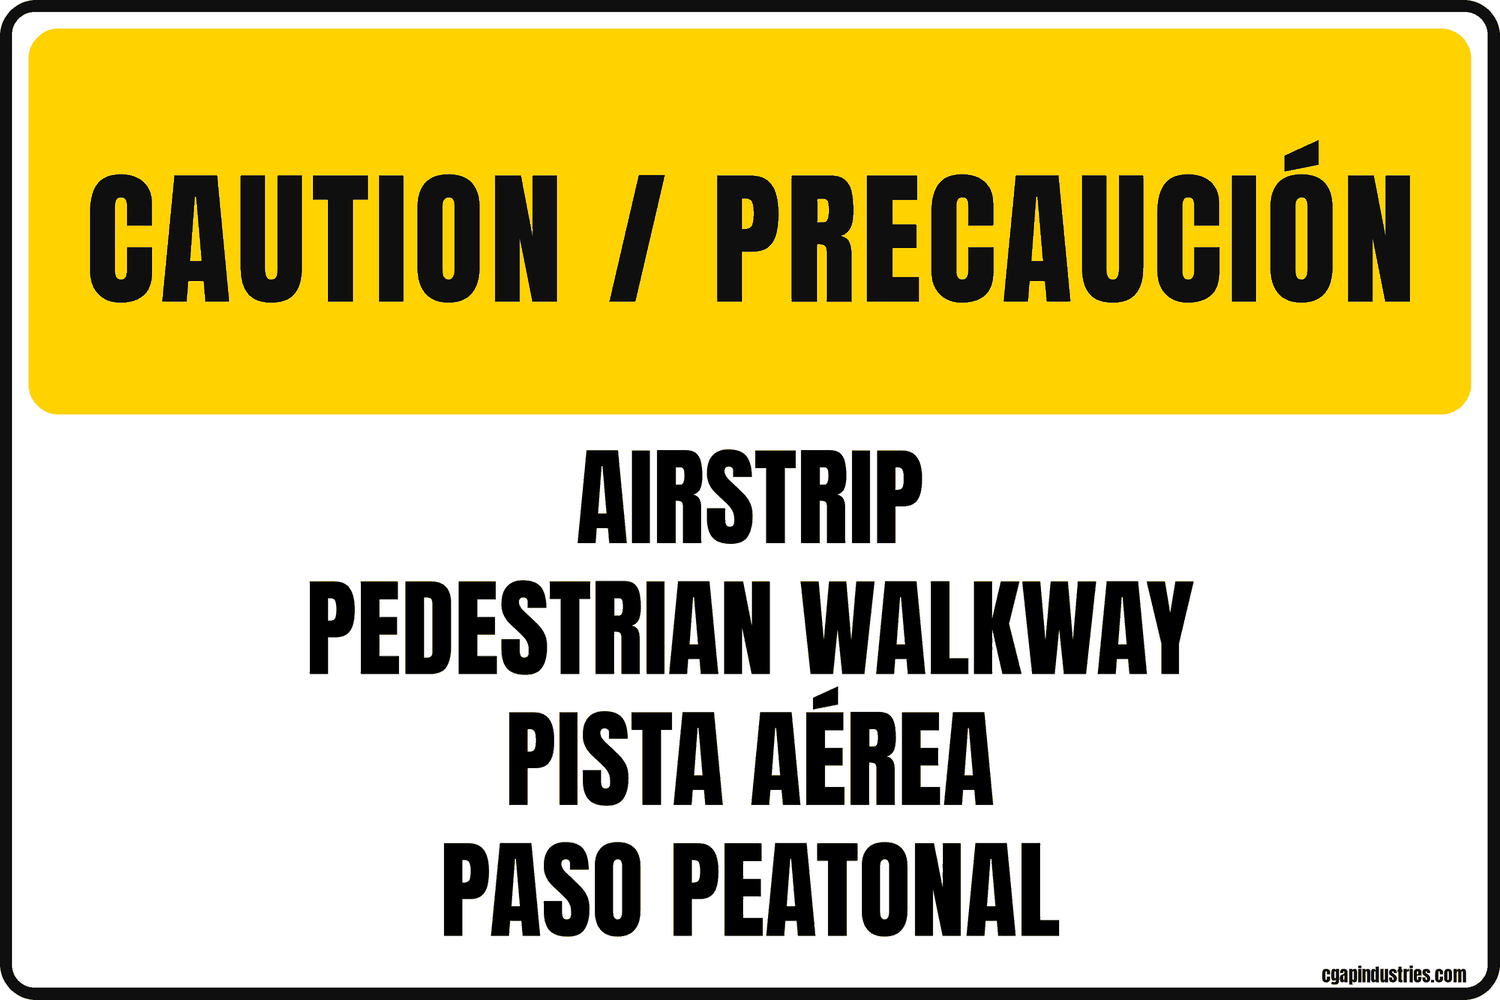 CAUTION / PRECAUCIÓN
AIRSTRIP
PEDESTRIAN WALKWAY
PISTA AÉREA
PASO PEATONAL
cgapindustries.com